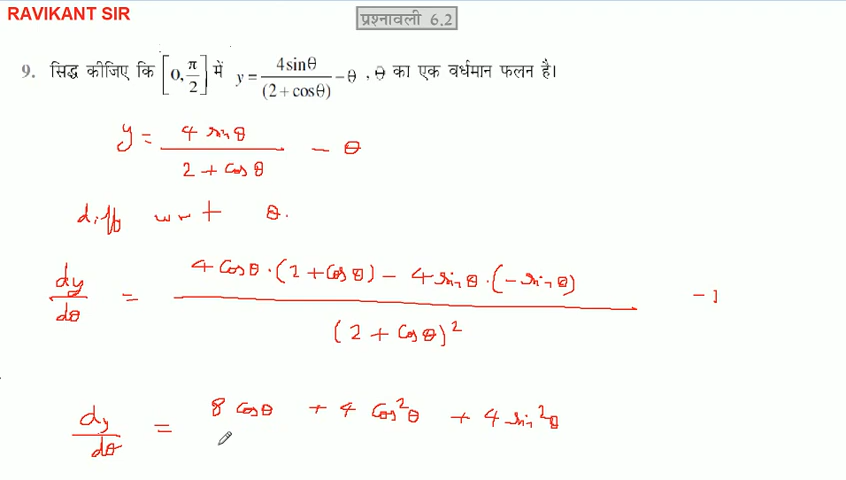 RAVIKANT SIR
प्रश्नावली 6.2
9. सिद्ध कीजिए कि [0, π/2] में y = 4sinθ/(2 + cosθ) − θ , θ का एक वर्धमान फलन है।
y = 4 sinθ/(2 + cosθ) − θ
diff wrt θ.
dy/dθ = (4 cosθ · (2 + cosθ) − 4 sinθ · (−sinθ))/(2 + cosθ)² − 1
dy/dθ = 8 cosθ + 4 cos²θ + 4 sin²θ